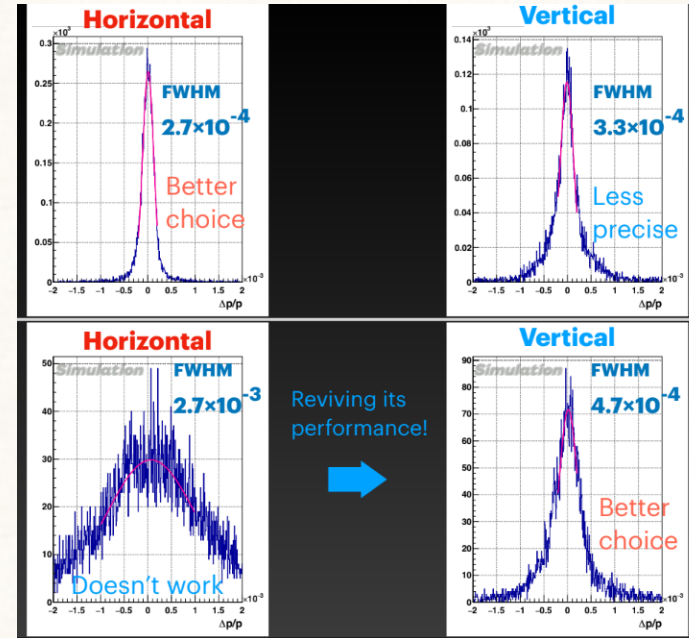 Horizontal
×10⁻³
0.3
Simulation
0.25
0.2
0.15
0.1
0.05
0
FWHM
2.7×10⁻⁴
Better
choice
−2 −1.5 −1 −0.5 0 0.5 1 1.5 2
×10⁻³
Δp/p
Vertical
×10⁻³
0.14
Simulation
0.12
0.1
0.08
0.06
0.04
0.02
0
FWHM
3.3×10⁻⁴
Less
precise
−2 −1.5 −1 −0.5 0 0.5 1 1.5 2
×10⁻³
Δp/p
Horizontal
50
Simulation
40
30
20
10
FWHM
2.7×10⁻³
Doesn't work
−2 −1.5 −1 −0.5 0 0.5 1 1.5 2
×10⁻³
Δp/p
Reviving its
performance!
Vertical
90
Simulation
80
70
60
50
40
30
20
10
0
FWHM
4.7×10⁻⁴
Better
choice
−2 −1.5 −1 −0.5 0 0.5 1 1.5 2
×10⁻³
Δp/p